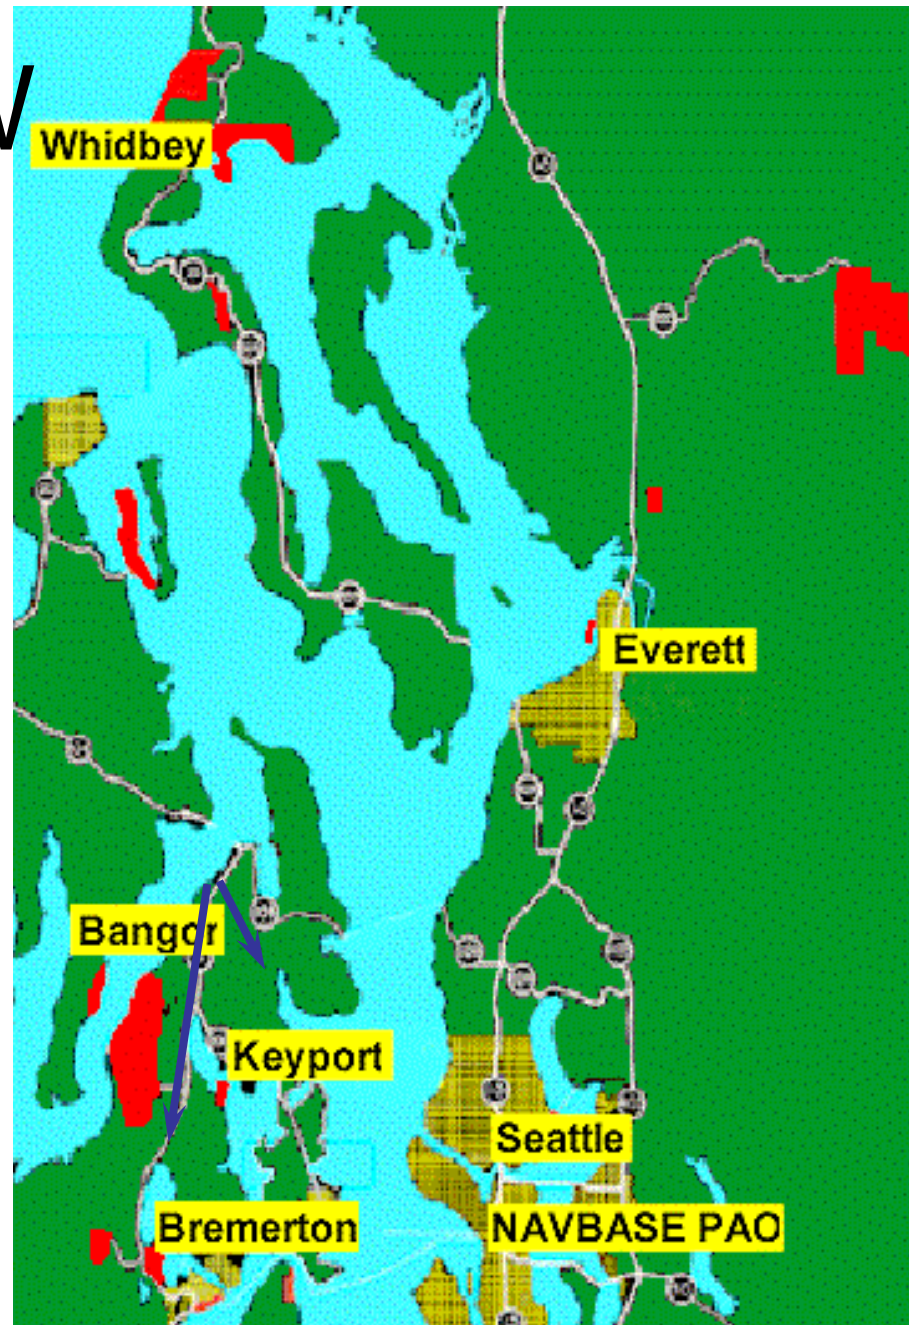 W
Whidbey
Everett
Bangor
Keyport
Seattle
Bremerton
NAVBASE PAO